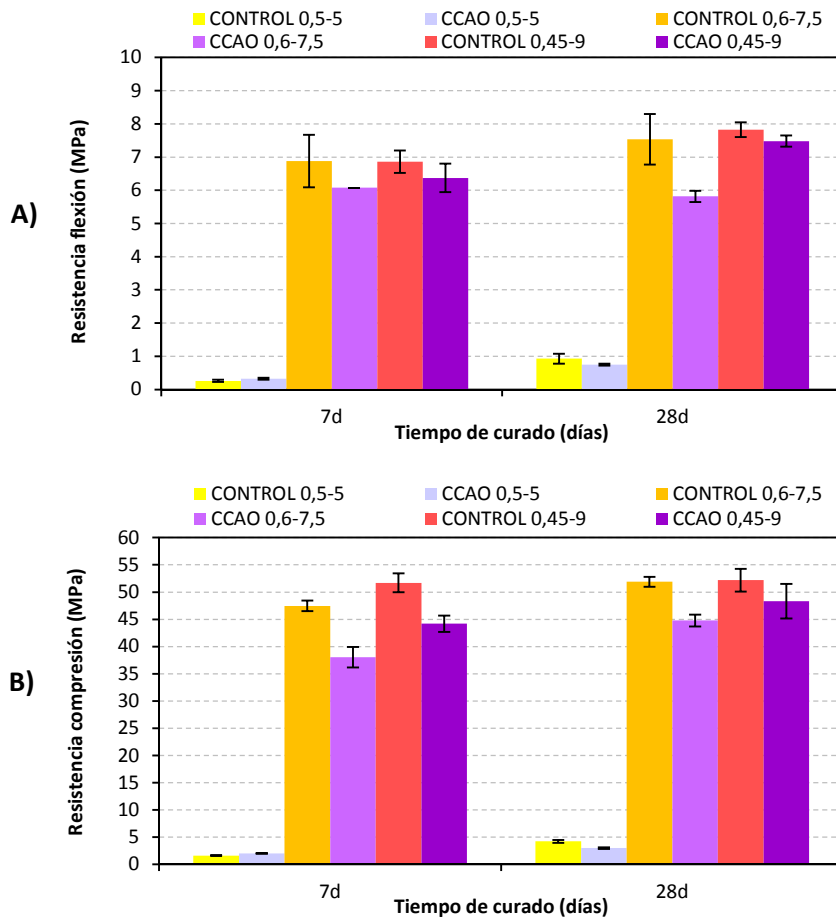 CONTROL 0,5-5 CCAO 0,5-5 CONTROL 0,6-7,5
CCAO 0,6-7,5 CONTROL 0,45-9 CCAO 0,45-9
A)
Resistencia flexión (MPa)
10
9
8
7
6
5
4
3
2
1
0
7d 28d
Tiempo de curado (días)
CONTROL 0,5-5 CCAO 0,5-5 CONTROL 0,6-7,5
CCAO 0,6-7,5 CONTROL 0,45-9 CCAO 0,45-9
B)
Resistencia compresión (MPa)
60
55
50
45
40
35
30
25
20
15
10
5
0
7d 28d
Tiempo de curado (días)